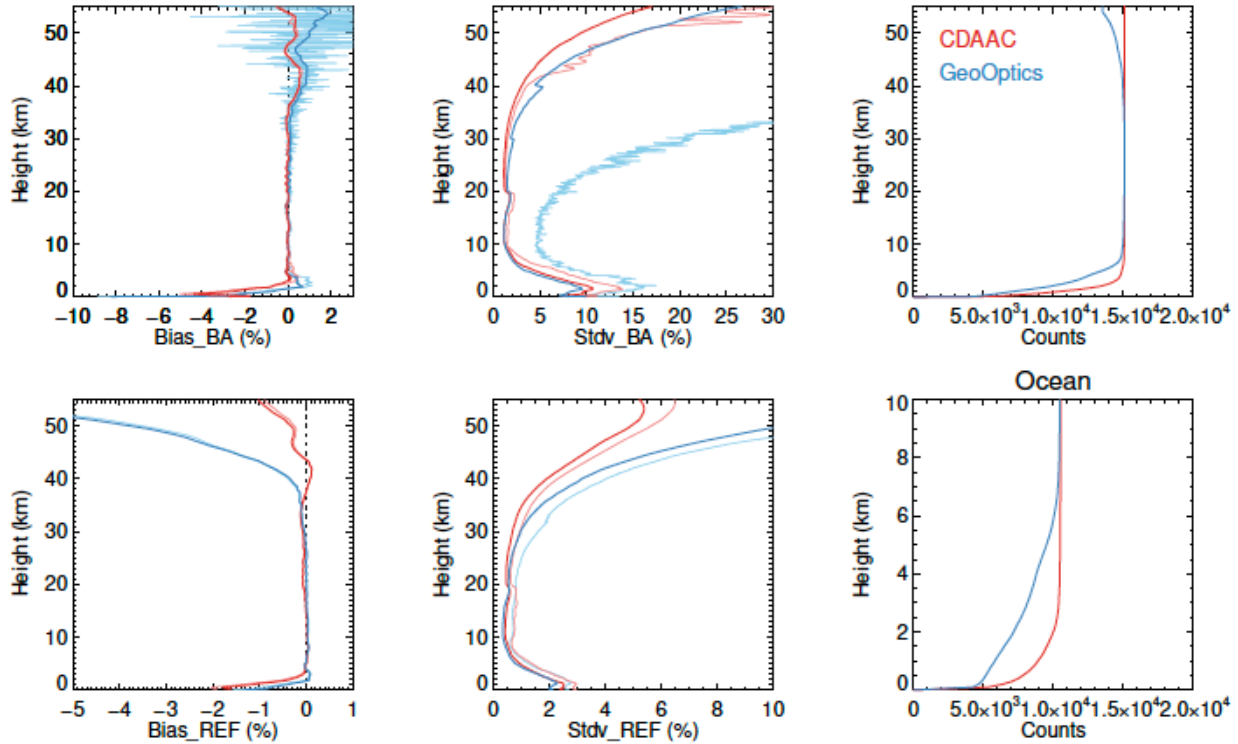 50
40
30
20
10
0
Height (km)
−10 −8 −6 −4 −2 0 2
Bias_BA (%)
50
40
30
20
10
0
Height (km)
0 5 10 15 20 25 30
Stdv_BA (%)
50
40
30
20
10
0
Height (km)
CDAAC
GeoOptics
0 5.0×10³ 1.0×10⁴ 1.5×10⁴ 2.0×10⁴
Counts
50
40
30
20
10
0
Height (km)
−5 −4 −3 −2 −1 0 1
Bias_REF (%)
50
40
30
20
10
0
Height (km)
0 2 4 6 8 10
Stdv_REF (%)
Ocean
10
8
6
4
2
0
Height (km)
0 5.0×10³ 1.0×10⁴ 1.5×10⁴ 2.0×10⁴
Counts